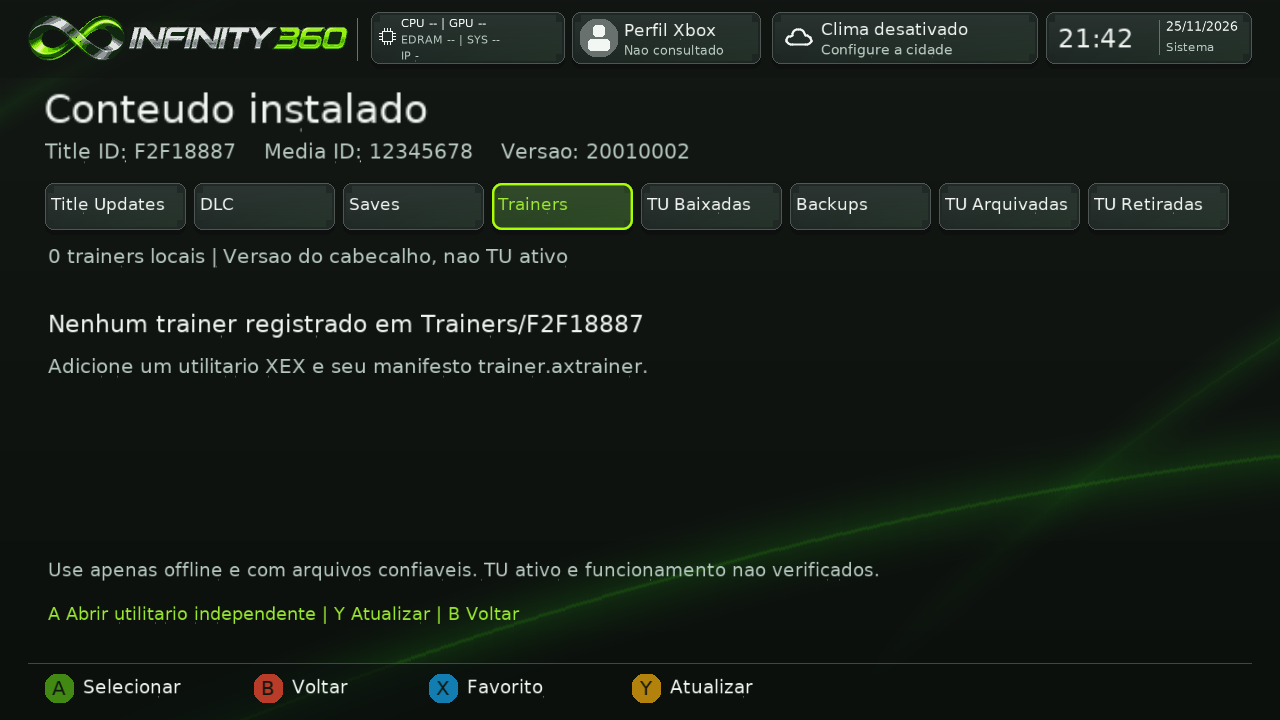 INFINITY 360
CPU -- | GPU --
EDRAM -- | SYS --
IP -
Perfil Xbox
Nao consultado
Clima desativado
Configure a cidade
21:42
25/11/2026
Sistema
Conteudo instalado
Title ID: F2F18887 Media ID: 12345678 Versao: 20010002
Title Updates DLC Saves Trainers TU Baixadas Backups TU Arquivadas TU Retiradas
0 trainers locais | Versao do cabecalho, nao TU ativo
Nenhum trainer registrado em Trainers/F2F18887
Adicione um utilitario XEX e seu manifesto trainer.axtrainer.
Use apenas offline e com arquivos confiaveis. TU ativo e funcionamento nao verificados.
A Abrir utilitario independente | Y Atualizar | B Voltar
A Selecionar B Voltar X Favorito Y Atualizar